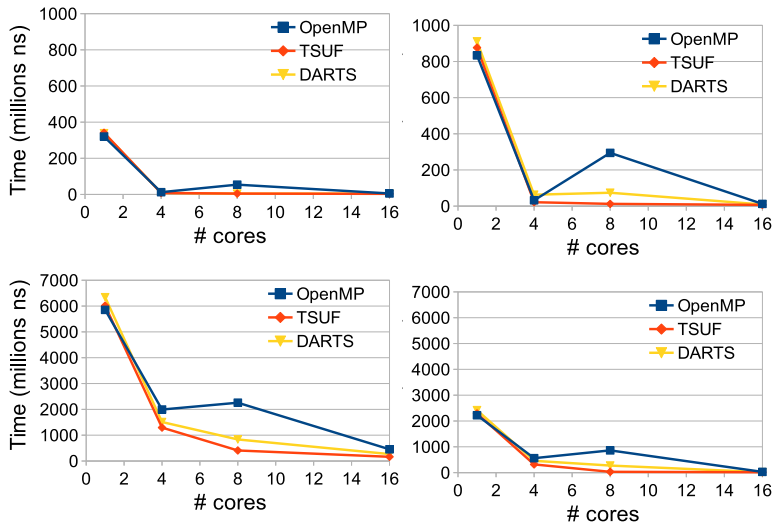 1000
800
600
400
200
0
Time (millions ns)
0 2 4 6 8 10 12 14 16
# cores
OpenMP
TSUF
DARTS
1000
800
600
400
200
0
0 2 4 6 8 10 12 14 16
# cores
OpenMP
TSUF
DARTS
7000
6000
5000
4000
3000
2000
1000
0
Time (millions ns)
0 2 4 6 8 10 12 14 16
# cores
OpenMP
TSUF
DARTS
7000
6000
5000
4000
3000
2000
1000
0
0 2 4 6 8 10 12 14 16
# cores
OpenMP
TSUF
DARTS